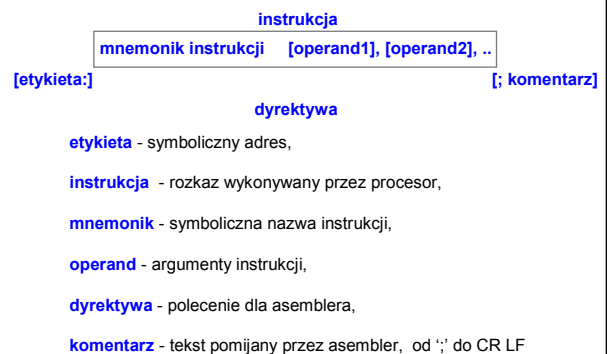 instrukcja
mnemonik instrukcji [operand1], [operand2], ..
[etykieta:] [; komentarz]
dyrektywa
etykieta - symboliczny adres,
instrukcja - rozkaz wykonywany przez procesor,
mnemonik - symboliczna nazwa instrukcji,
operand - argumenty instrukcji,
dyrektywa - polecenie dla asemblera,
komentarz - tekst pomijany przez asembler, od ‘;’ do CR LF